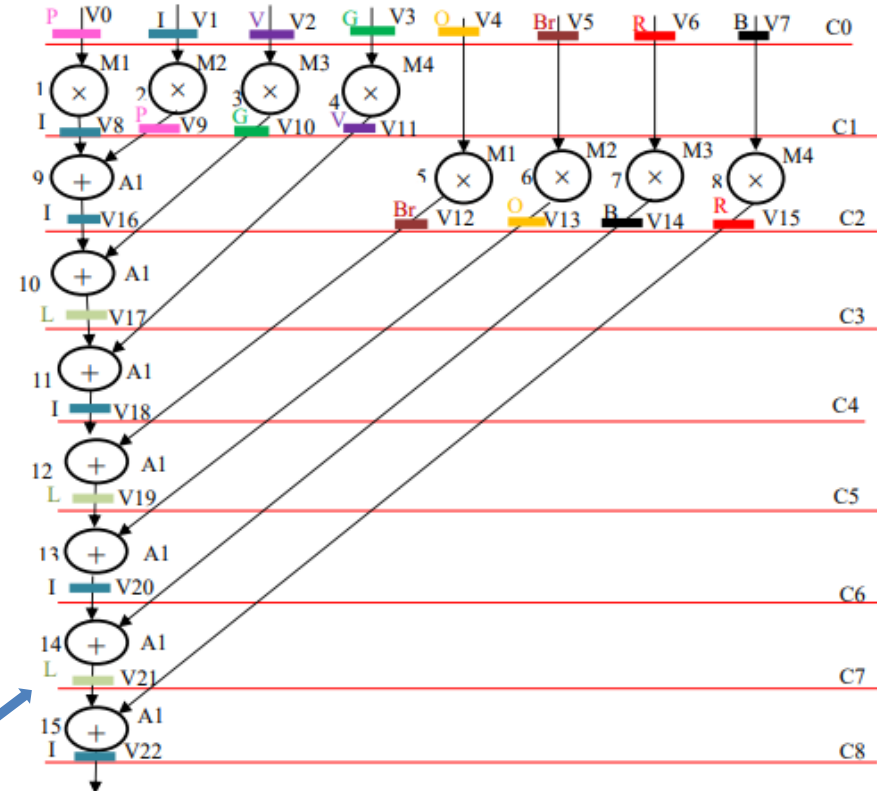 P V0 I V1 V V2 G V3 O V4 Br V5 R V6 B V7 C0
1 × M1 2 × M2 3 × M3 4 × M4
I V8 P V9 G V10 V V11 C1
9 + A1 5 × M1 6 × M2 7 × M3 8 × M4
I V16 Br V12 O V13 B V14 R V15 C2
10 + A1
L V17 C3
11 + A1
I V18 C4
12 + A1
L V19 C5
13 + A1
I V20 C6
14 + A1
L V21 C7
15 + A1
I V22 C8